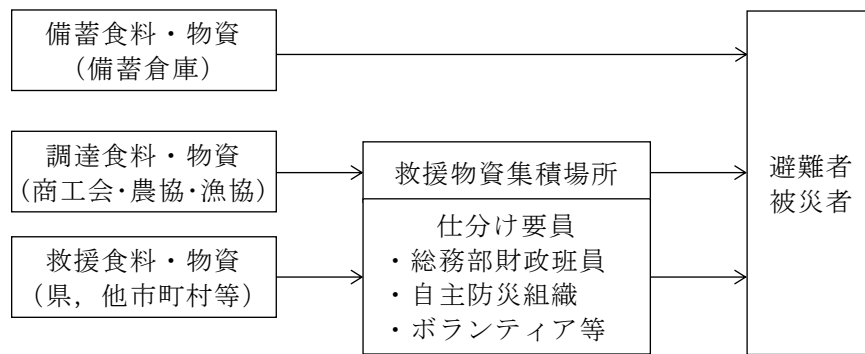 備蓄食料・物資
（備蓄倉庫）
調達食料・物資
（商工会・農協・漁協）
救援食料・物資
（県，他市町村等）
救援物資集積場所
仕分け要員
・総務部財政班員
・自主防災組織
・ボランティア等
避難者
被災者